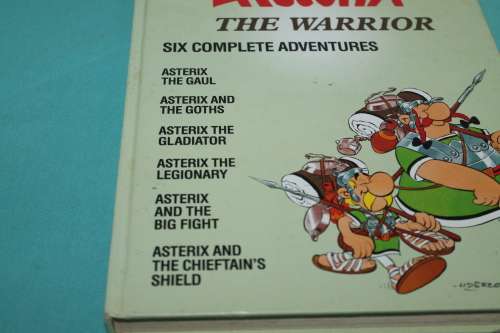 Asterix
THE WARRIOR
SIX COMPLETE ADVENTURES
ASTERIX
THE GAUL
ASTERIX AND
THE GOTHS
ASTERIX THE
GLADIATOR
ASTERIX THE
LEGIONARY
ASTERIX
AND THE
BIG FIGHT
ASTERIX AND
THE CHIEFTAIN'S
SHIELD